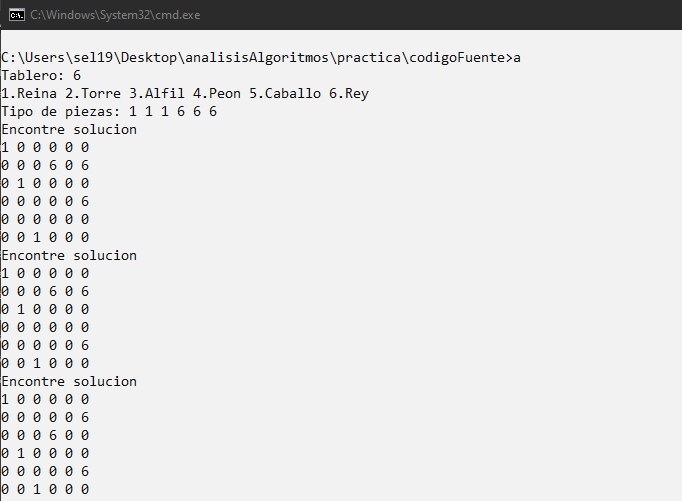 C:\Windows\System32\cmd.exe
C:\Users\sel19\Desktop\analisisAlgoritmos\practica\codigoFuente>a
Tablero: 6
1.Reina 2.Torre 3.Alfil 4.Peon 5.Caballo 6.Rey
Tipo de piezas: 1 1 1 6 6 6
Encontre solucion
1 0 0 0 0 0
0 0 0 6 0 6
0 1 0 0 0 0
0 0 0 0 0 6
0 0 0 0 0 0
0 0 1 0 0 0
Encontre solucion
1 0 0 0 0 0
0 0 0 6 0 6
0 1 0 0 0 0
0 0 0 0 0 0
0 0 0 0 0 6
0 0 1 0 0 0
Encontre solucion
1 0 0 0 0 0
0 0 0 0 0 6
0 0 0 6 0 0
0 1 0 0 0 0
0 0 0 0 0 6
0 0 1 0 0 0